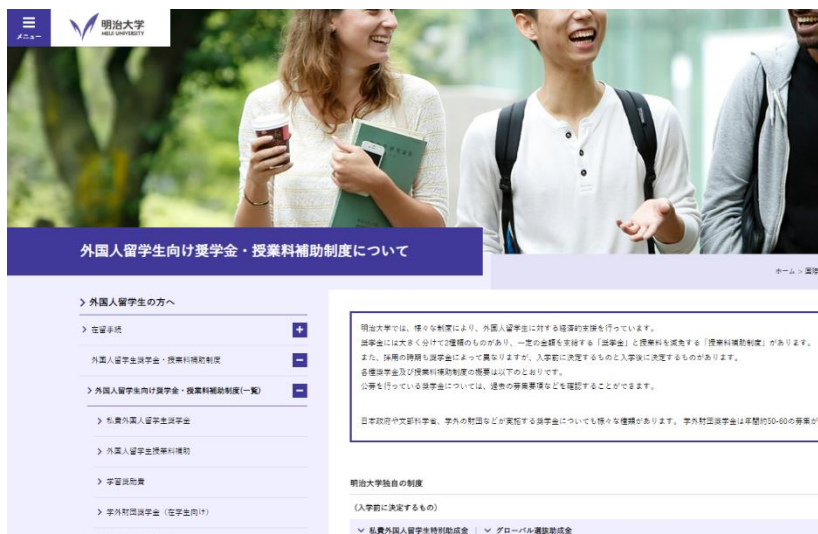 メニュー
明治大学
MEIJI UNIVERSITY
外国人留学生向け奨学金・授業料補助制度について
ホーム > 国際
外国人留学生の方へ
在留手続
外国人留学生奨学金・授業料補助制度
外国人留学生向け奨学金・授業料補助制度(一覧)
私費外国人留学生奨学金
外国人留学生授業料補助
学習奨励費
学外財団奨学金(在学生向け)
明治大学では、様々な制度により、外国人留学生に対する経済的支援を行っています。
奨学金には大きく分けて2種類のものがあり、一定の金額を支給する「奨学金」と授業料を減免する「授業料補助制度」があります。
また、採用の時期も奨学金によって異なりますが、入学前に決定するものと入学後に決定するものがあります。
各種奨学金及び授業料補助制度の概要は以下のとおりです。
公募を行っている奨学金については、過去の募集要項などを確認することができます。
日本政府や文部科学省、学外の財団などが実施する奨学金についても様々な種類があります。 学外財団奨学金は年間約50-60の募集が
明治大学独自の制度
(入学前に決定するもの)
私費外国人留学生特別助成金 | グローバル選抜助成金